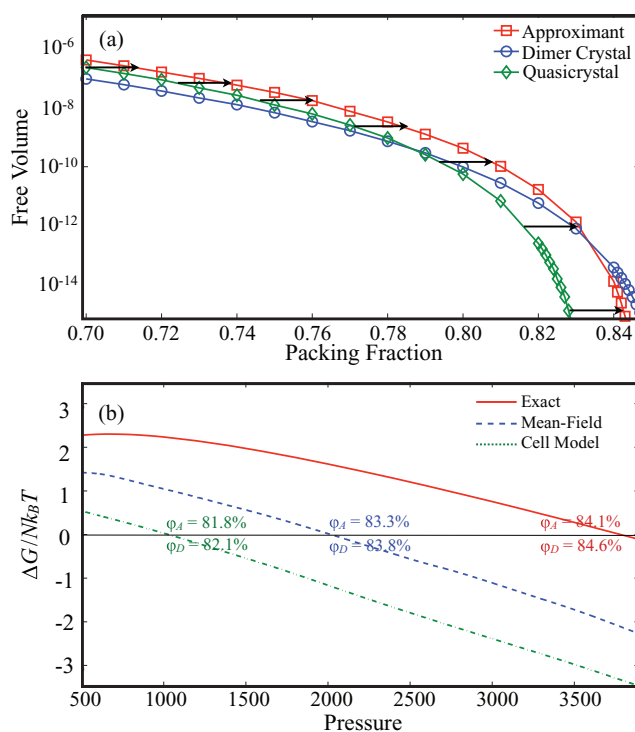 (a)
Approximant
Dimer Crystal
Quasicrystal
Free Volume
10^-6
10^-8
10^-10
10^-12
10^-14
0.70 0.72 0.74 0.76 0.78 0.80 0.82 0.84
Packing Fraction
(b)
Exact
Mean-Field
Cell Model
ΔG/Nk_BT
3
2
1
0
-1
-2
-3
φ_A = 81.8% φ_A = 83.3% φ_A = 84.1%
φ_D = 82.1% φ_D = 83.8% φ_D = 84.6%
500 1000 1500 2000 2500 3000 3500
Pressure